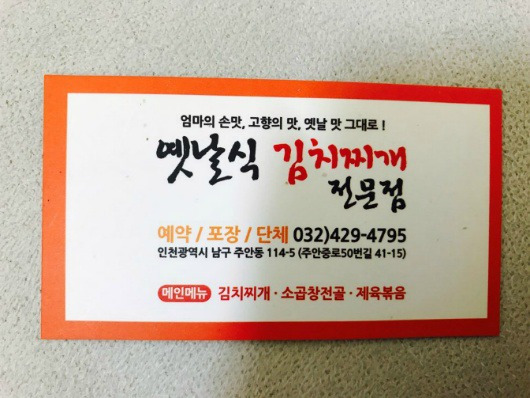 엄마의 손맛, 고향의 맛, 옛날 맛 그대로!
옛날식 김치찌개
전문점
예약 / 포장 / 단체 032)429-4795
인천광역시 남구 주안동 114-5 (주안중로50번길 41-15)
메인메뉴 김치찌개 · 소곱창전골 · 제육볶음